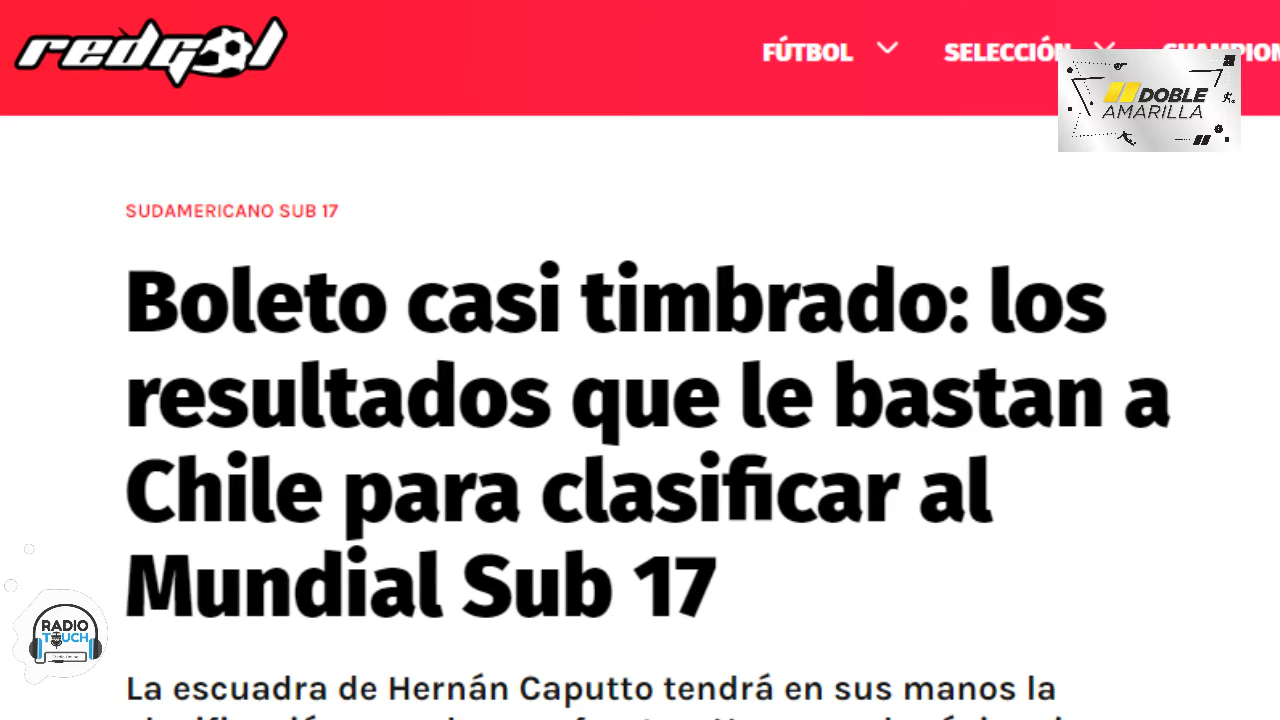 redgol
FÚTBOL SELECCIÓN
DOBLE
AMARILLA
SUDAMERICANO SUB 17
Boleto casi timbrado: los
resultados que le bastan a
Chile para clasificar al
Mundial Sub 17
RADIO
TOUCH
La escuadra de Hernán Caputto tendrá en sus manos la